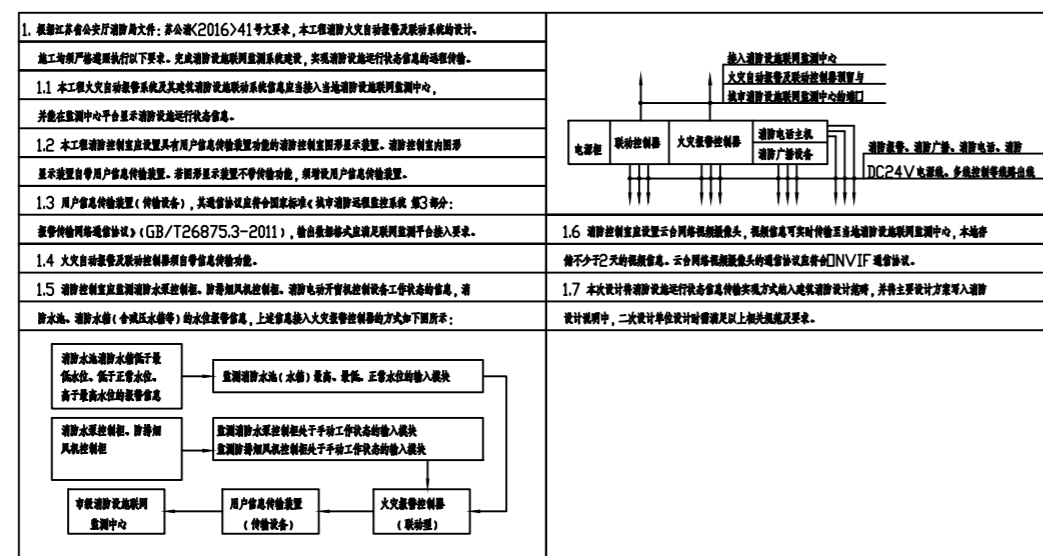 1. 根据江苏省公安厅消防局文件：苏公消<2016>41号文要求，本工程消防火灾自动报警及联动系统的设计、
施工均须严格遵照执行以下要求。完成消防设施联网监测系统建设，实现消防设施运行状态信息的远程传输。
1.1 本工程火灾自动报警系统及其建筑消防设施联动系统信息应当接入当地消防设施联网监测中心，
并能在监测中心平台显示消防设施运行状态信息。
1.2 本工程消防控制室应设置具有用户信息传输装置功能的消防控制室图形显示装置。消防控制室内图形
显示装置自带用户信息传输装置。若图形显示装置不带传输功能，须增设用户信息传输装置。
1.3 用户信息传输装置(传输设备)，其通信协议应符合国家标准《城市消防远程监控系统 第3部分：
报警传输网络通信协议》(GB/T26875.3-2011)，输出数据格式应满足联网监测平台接入要求。
1.4 火灾自动报警及联动控制器须自带信息传输功能。
1.5 消防控制室应监测消防水泵控制柜、防排烟风机控制柜、消防电动开窗机控制设备工作状态的信息，消
防水池、消防水箱(含减压水箱等)的水位报警信息，上述信息接入火灾报警控制器的方式如下图所示：
消防水池消防水箱低于最
低水位、低于正常水位、
高于最高水位的报警信息
监测消防水池(水箱)最高、最低、正常水位的输入模块
消防水泵控制柜、防排烟
风机控制柜
监测消防水泵控制柜处于手动工作状态的输入模块
监测防排烟风机控制柜处于手动工作状态的输入模块
市级消防设施联网
监测中心
用户信息传输装置
(传输设备)
火灾报警控制器
(联动型)
接入消防设施联网监测中心
火灾自动报警及联动控制器预留与
城市消防设施联网监测中心的端口
电源柜
联动控制器
火灾报警控制器
消防电话主机
消防广播设备
消防报警、消防广播、消防电话、消防
DC24V电源线、多线控制等线路出线
1.6 消防控制室应设置云台网络视频摄像头，视频信息可实时传输至当地消防设施联网监测中心，本地存
储不少于2天的视频信息。云台网络视频摄像头的通信协议应符合ONVIF通信协议。
1.7 本次设计将消防设施运行状态信息传输实现方式纳入建筑消防设计范畴，并将主要设计方案写入消防
设计说明中，二次设计单位设计时需满足以上相关规范及要求。